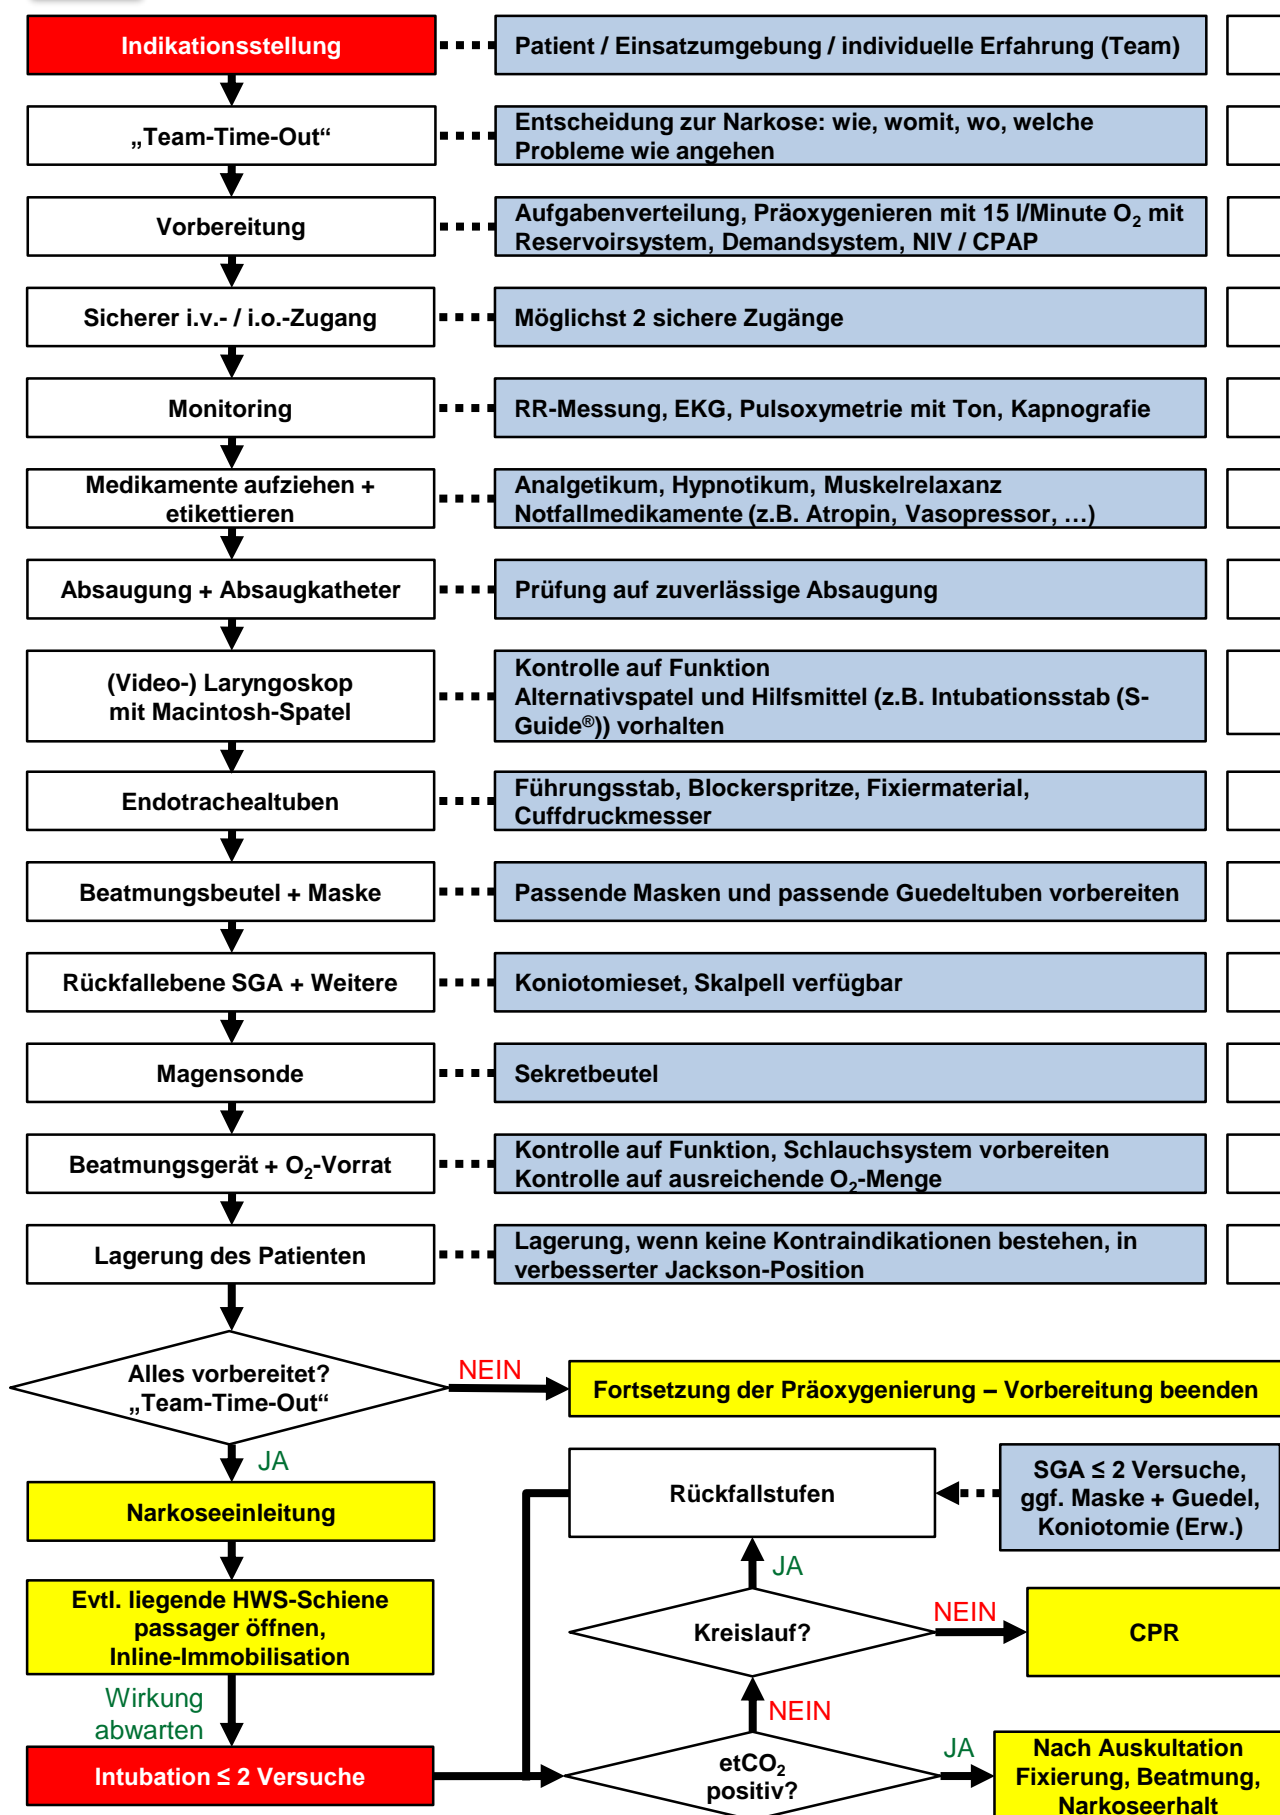 Indikationsstellung
Patient / Einsatzumgebung / individuelle Erfahrung (Team)
„Team-Time-Out“
Entscheidung zur Narkose: wie, womit, wo, welche
Probleme wie angehen
Vorbereitung
Aufgabenverteilung, Präoxygenieren mit 15 l/Minute O₂ mit
Reservoirsystem, Demandsystem, NIV / CPAP
Sicherer i.v.- / i.o.-Zugang
Möglichst 2 sichere Zugänge
Monitoring
RR-Messung, EKG, Pulsoxymetrie mit Ton, Kapnografie
Medikamente aufziehen +
etikettieren
Analgetikum, Hypnotikum, Muskelrelaxanz
Notfallmedikamente (z.B. Atropin, Vasopressor, …)
Absaugung + Absaugkatheter
Prüfung auf zuverlässige Absaugung
(Video-) Laryngoskop
mit Macintosh-Spatel
Kontrolle auf Funktion
Alternativspatel und Hilfsmittel (z.B. Intubationsstab (S-
Guide®)) vorhalten
Endotrachealtuben
Führungsstab, Blockerspritze, Fixiermaterial,
Cuffdruckmesser
Beatmungsbeutel + Maske
Passende Masken und passende Guedeltuben vorbereiten
Rückfallebene SGA + Weitere
Koniotomieset, Skalpell verfügbar
Magensonde
Sekretbeutel
Beatmungsgerät + O₂-Vorrat
Kontrolle auf Funktion, Schlauchsystem vorbereiten
Kontrolle auf ausreichende O₂-Menge
Lagerung des Patienten
Lagerung, wenn keine Kontraindikationen bestehen, in
verbesserter Jackson-Position
Alles vorbereitet?
„Team-Time-Out“
NEIN
Fortsetzung der Präoxygenierung – Vorbereitung beenden
JA
Narkoseeinleitung
Rückfallstufen
SGA ≤ 2 Versuche,
ggf. Maske + Guedel,
Koniotomie (Erw.)
JA
Evtl. liegende HWS-Schiene
passager öffnen,
Inline-Immobilisation
Kreislauf?
NEIN
CPR
Wirkung
abwarten
NEIN
Intubation ≤ 2 Versuche
etCO₂
positiv?
JA
Nach Auskultation
Fixierung, Beatmung,
Narkoseerhalt